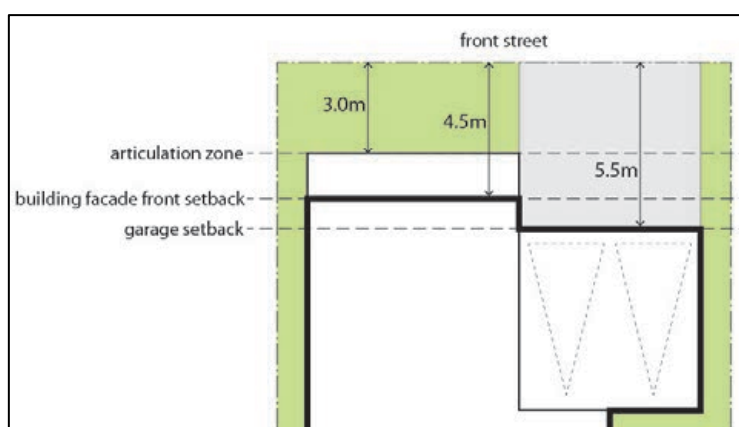 front street
3.0m
4.5m
articulation zone
5.5m
building facade front setback
garage setback